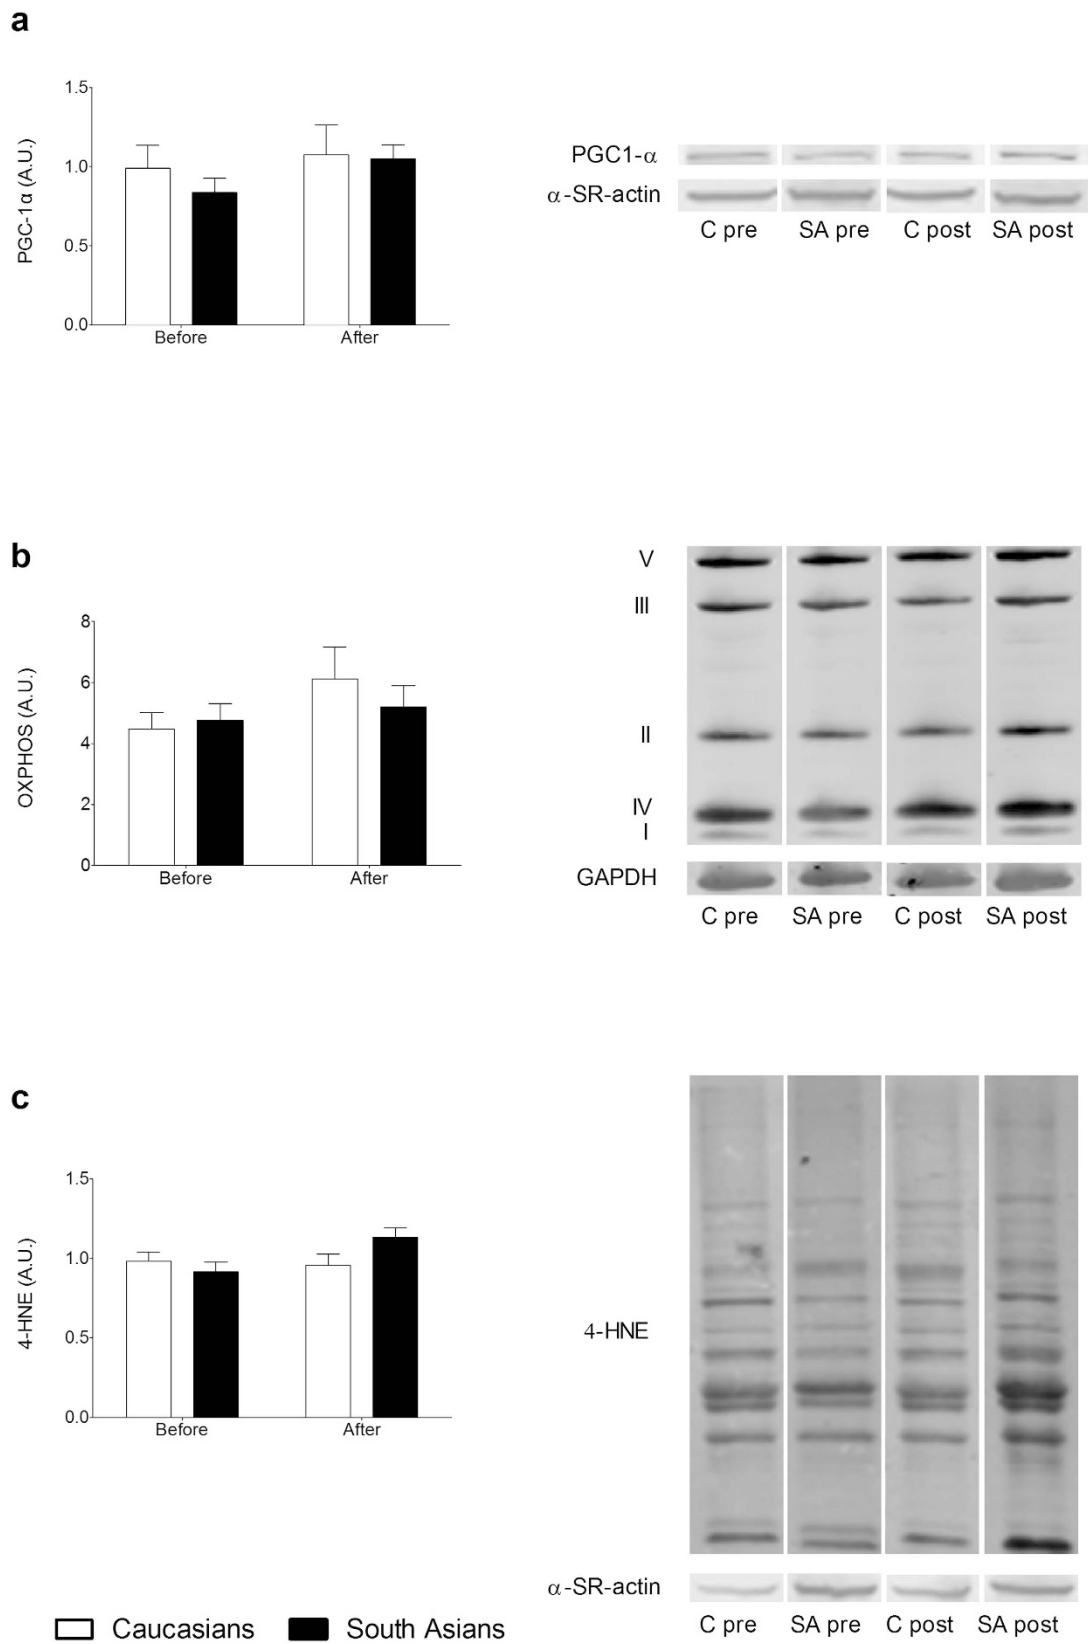 a
1.5
1.0
0.5
0.0
PGC-1α (A.U.)
Before After
PGC1-α
α-SR-actin
C pre SA pre C post SA post
b
8
6
4
2
0
OXPHOS (A.U.)
Before After
V
III
II
IV
I
GAPDH
C pre SA pre C post SA post
c
1.5
1.0
0.5
0.0
4-HNE (A.U.)
Before After
4-HNE
α-SR-actin
C pre SA pre C post SA post
Caucasians South Asians